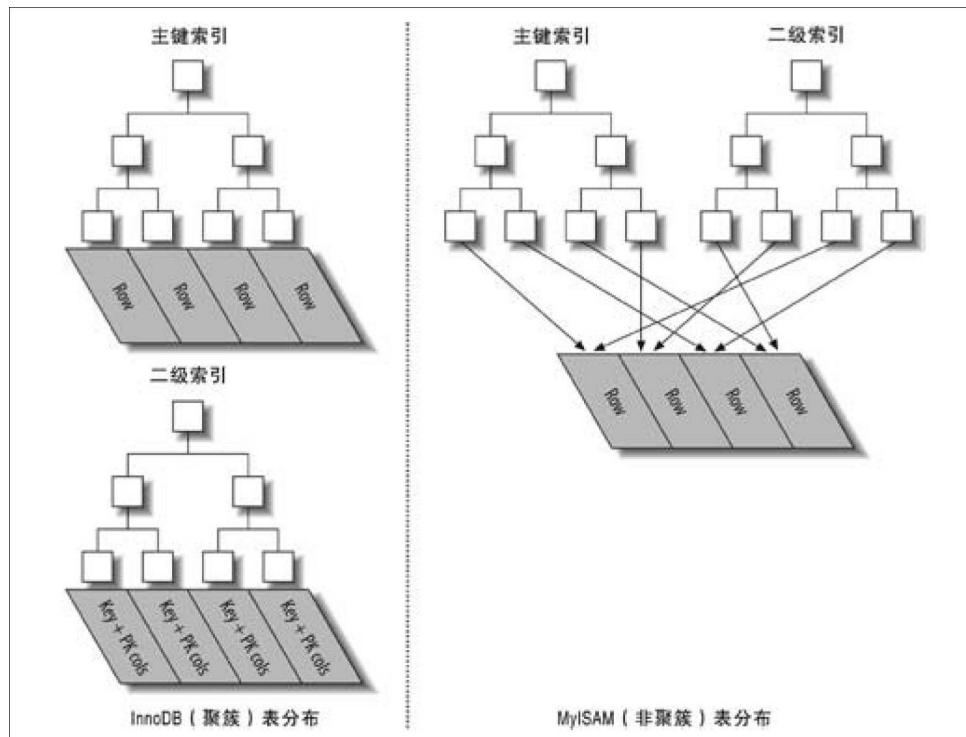 主键索引
Row
Row
Row
Row
二级索引
Key + PK cols
Key + PK cols
Key + PK cols
Key + PK cols
InnoDB（聚簇）表分布
主键索引
二级索引
Row
Row
Row
Row
MyISAM（非聚簇）表分布